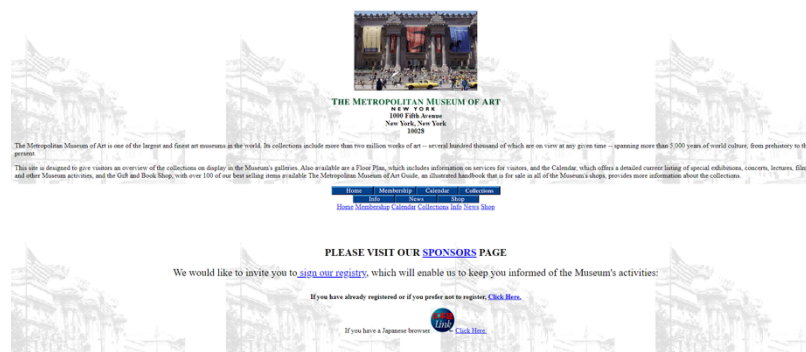 THE METROPOLITAN MUSEUM OF ART
NEW YORK
1000 Fifth Avenue
New York, New York
10028
The Metropolitan Museum of Art is one of the largest and finest art museums in the world. Its collections include more than two million works of art -- several hundred thousand of which are on view at any given time -- spanning more than 5,000 years of world culture, from prehistory to th
present.
This site is designed to give visitors an overview of the collections on display in the Museum's galleries. Also available are a Floor Plan, which includes information on services for visitors, and the Calendar, which offers a detailed current listing of special exhibitions, concerts, lectures, film
and other Museum activities, and the Gift and Book Shop, with over 100 of our best selling items available The Metropolitan Museum of Art Guide, an illustrated handbook that is for sale in all of the Museum's shops, provides more information about the collections.
Home Membership Calendar Collections
Info News Shop
Home Membership Calendar Collections Info News Shop
PLEASE VISIT OUR SPONSORS PAGE
We would like to invite you to sign our registry, which will enable us to keep you informed of the Museum's activities:
If you have already registered or if you prefer not to register, Click Here.
If you have a Japanese browser Link Click Here.